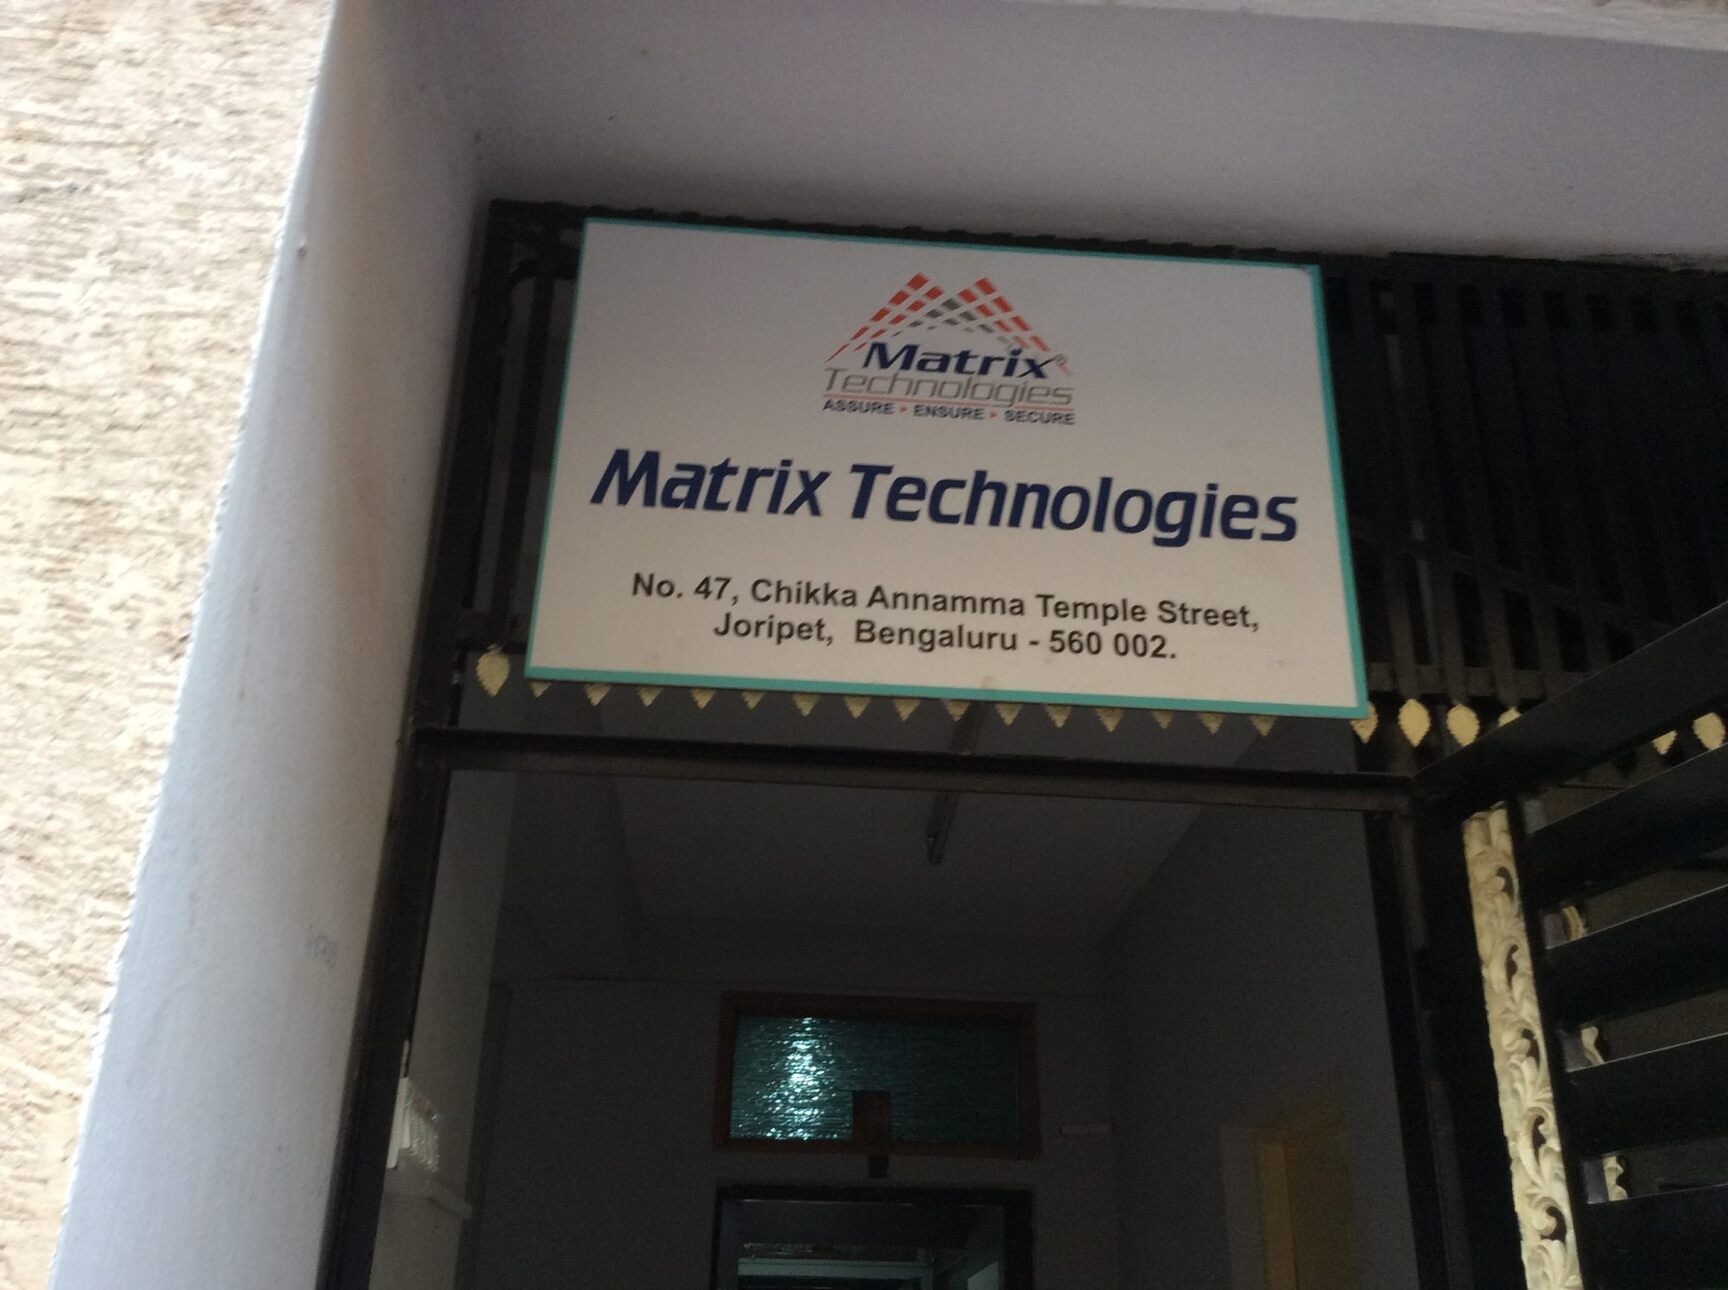 Matrix®
Technologies
ASSURE • ENSURE • SECURE
Matrix Technologies
No. 47, Chikka Annamma Temple Street,
Joripet, Bengaluru - 560 002.